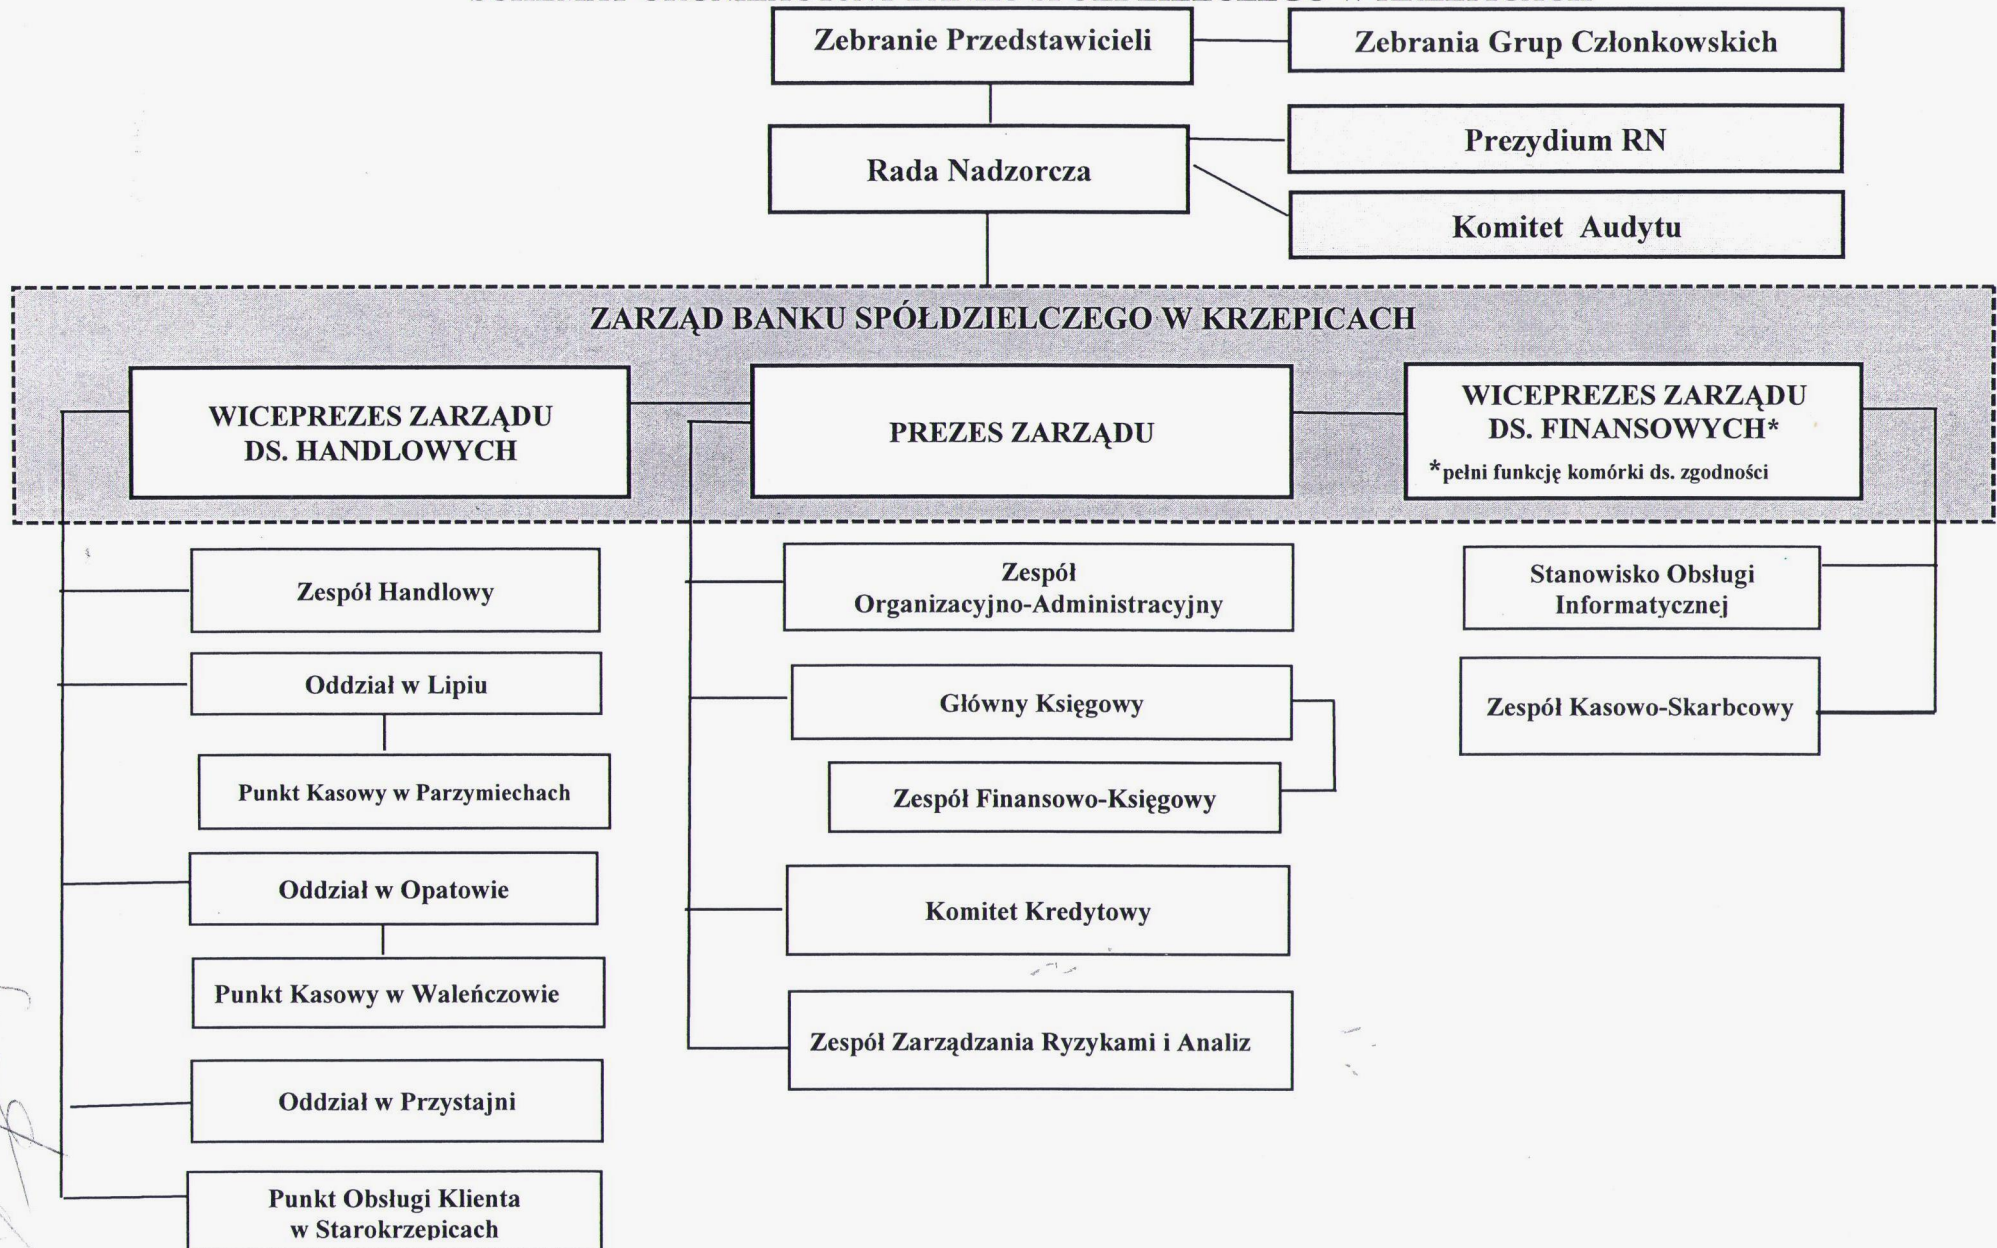 Zebranie Przedstawicieli
Zebrania Grup Członkowskich
Prezydium RN
Rada Nadzorcza
Komitet Audytu
ZARZĄD BANKU SPÓŁDZIELCZEGO W KRZEPICACH
WICEPREZES ZARZĄDU
DS. HANDLOWYCH
PREZES ZARZĄDU
WICEPREZES ZARZĄDU
DS. FINANSOWYCH*
*pełni funkcję komórki ds. zgodności
Zespół Handlowy
Oddział w Lipiu
Punkt Kasowy w Parzymiechach
Oddział w Opatowie
Punkt Kasowy w Waleńczowie
Oddział w Przystajni
Punkt Obsługi Klienta
w Starokrzepicach
Zespół
Organizacyjno-Administracyjny
Główny Księgowy
Zespół Finansowo-Księgowy
Komitet Kredytowy
Zespół Zarządzania Ryzykami i Analiz
Stanowisko Obsługi
Informatycznej
Zespół Kasowo-Skarbcowy